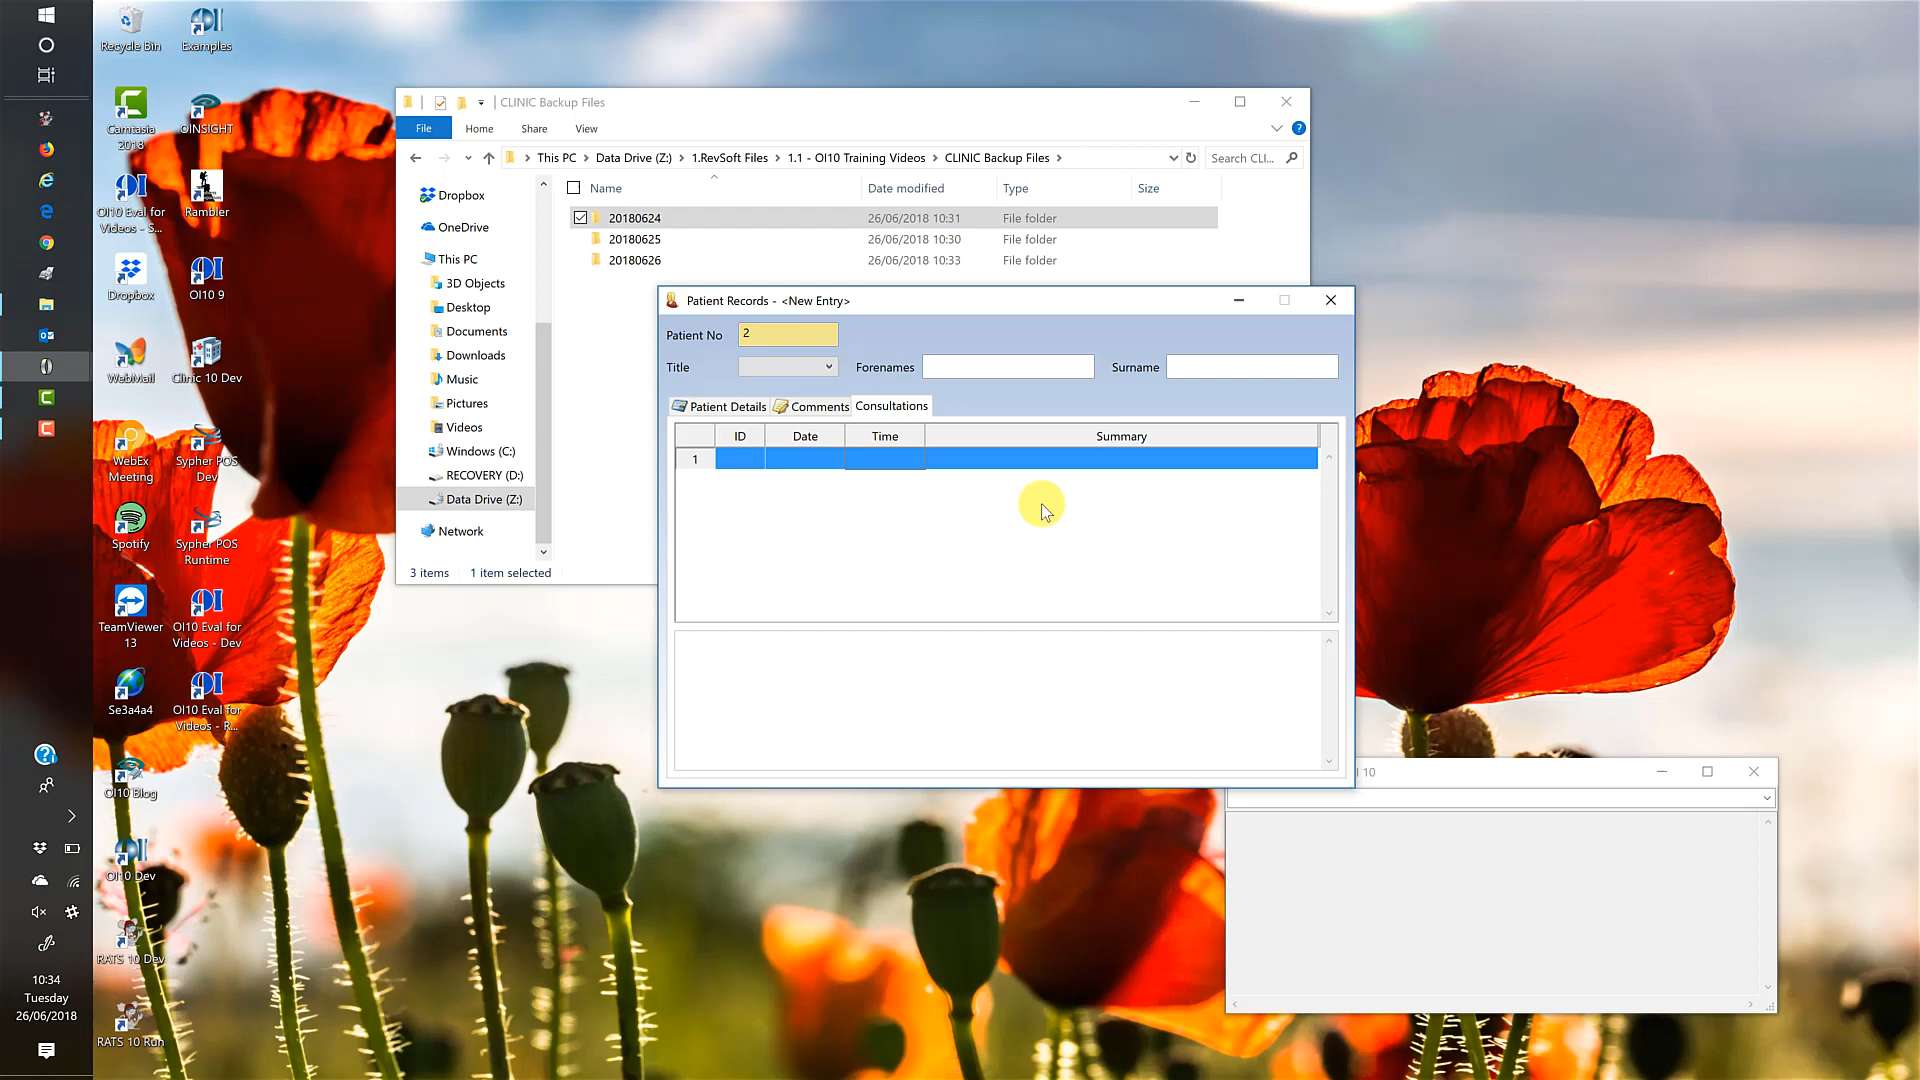 Recycle Bin
Examples
Camtasia 2018
OINSIGHT
OI10 Eval for Videos - S...
Rambler
Dropbox
OI10 9
WebMail
Clinic 10 Dev
WebEx Meeting
Sypher POS Dev
Spotify
Sypher POS Runtime
TeamViewer 13
OI10 Eval for Videos - Dev
Se3a4a4
OI10 Eval for Videos - R...
OI10 Blog
OI10 Dev
RATS 10 Dev
RATS 10 Run
10:34
Tuesday
26/06/2018
CLINIC Backup Files
File Home Share View
This PC > Data Drive (Z:) > 1.RevSoft Files > 1.1 - OI10 Training Videos > CLINIC Backup Files >
Search CLI...
Name Date modified Type Size
20180624 26/06/2018 10:31 File folder
20180625 26/06/2018 10:30 File folder
20180626 26/06/2018 10:33 File folder
Dropbox
OneDrive
This PC
3D Objects
Desktop
Documents
Downloads
Music
Pictures
Videos
Windows (C:)
RECOVERY (D:)
Data Drive (Z:)
Network
3 items 1 item selected
Patient Records - <New Entry>
Patient No 2
Title Forenames Surname
Patient Details Comments Consultations
ID Date Time Summary
1
10